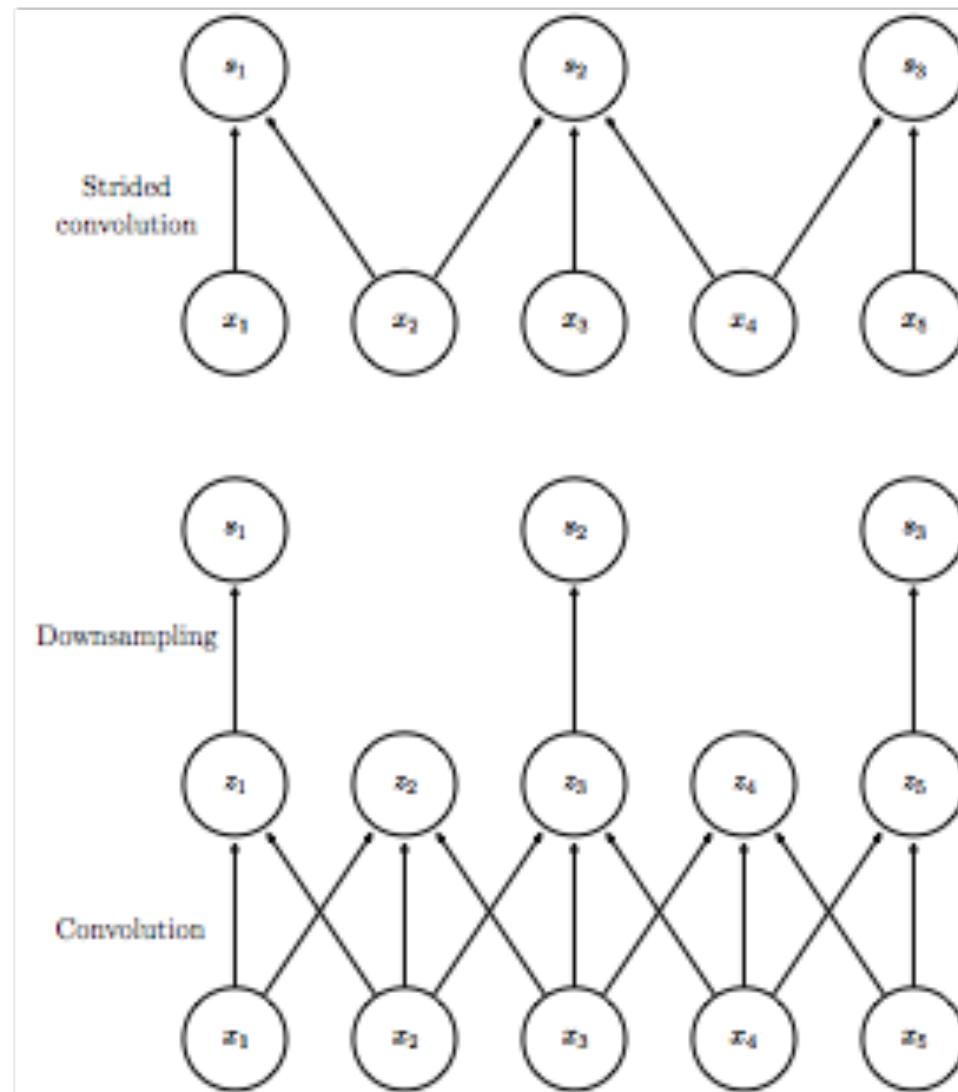 s₁ s₂ s₃
Strided
convolution
x₁ x₂ x₃ x₄ x₅
s₁ s₂ s₃
Downsampling
z₁ z₂ z₃ z₄ z₅
Convolution
x₁ x₂ x₃ x₄ x₅